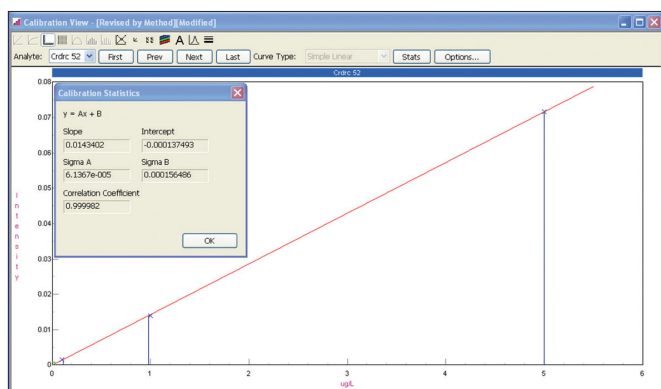 Calibration View - [Revised by Method][Modified]
Analyte: Crdrc 52 First Prev Next Last Curve Type: Simple Linear Stats Options...
Crdrc 52
Calibration Statistics
y = Ax + B
Slope Intercept
0.0143402 -0.000137493
Sigma A Sigma B
6.1367e-005 0.000156486
Correlation Coefficient
0.999982
OK
Intensity
0.08
0.07
0.06
0.05
0.04
0.03
0.02
0.01
0
0 1 2 3 4 5 6
ug/L